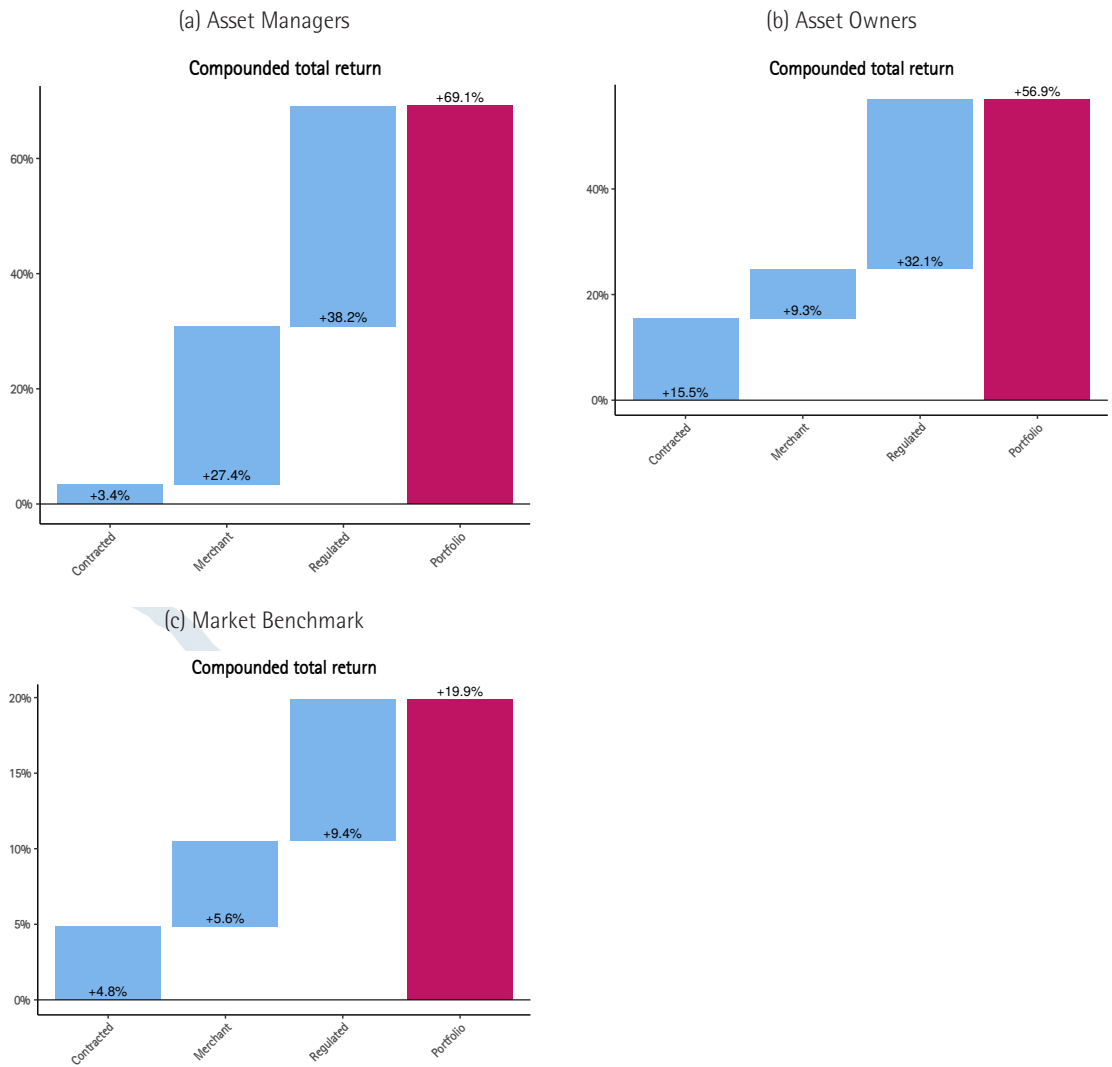 (a) Asset Managers
Compounded total return
+69.1%
60%
40%
+38.2%
20%
+27.4%
+3.4%
0%
Contracted
Merchant
Regulated
Portfolio
(b) Asset Owners
Compounded total return
+56.9%
40%
+32.1%
20%
+9.3%
+15.5%
0%
Contracted
Merchant
Regulated
Portfolio
(c) Market Benchmark
Compounded total return
+19.9%
20%
15%
10%
+9.4%
5%
+5.6%
+4.8%
0%
Contracted
Merchant
Regulated
Portfolio